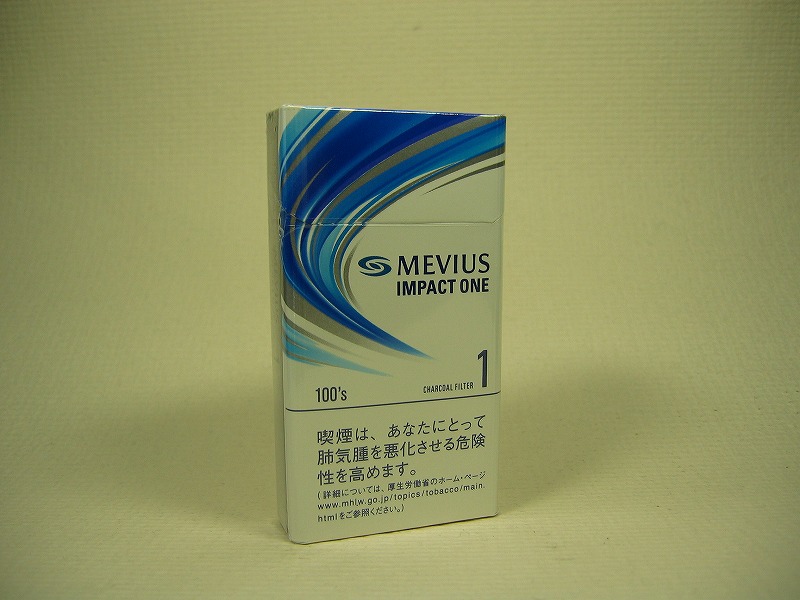 MEVIUS
IMPACT ONE
100's
CHARCOAL FILTER 1
喫煙は、あなたにとって
肺気腫を悪化させる危険
性を高めます。
(詳細については、厚生労働省のホーム・ページ
www.mhlw.go.jp/topics/tobacco/main.
htmlをご参照ください。)